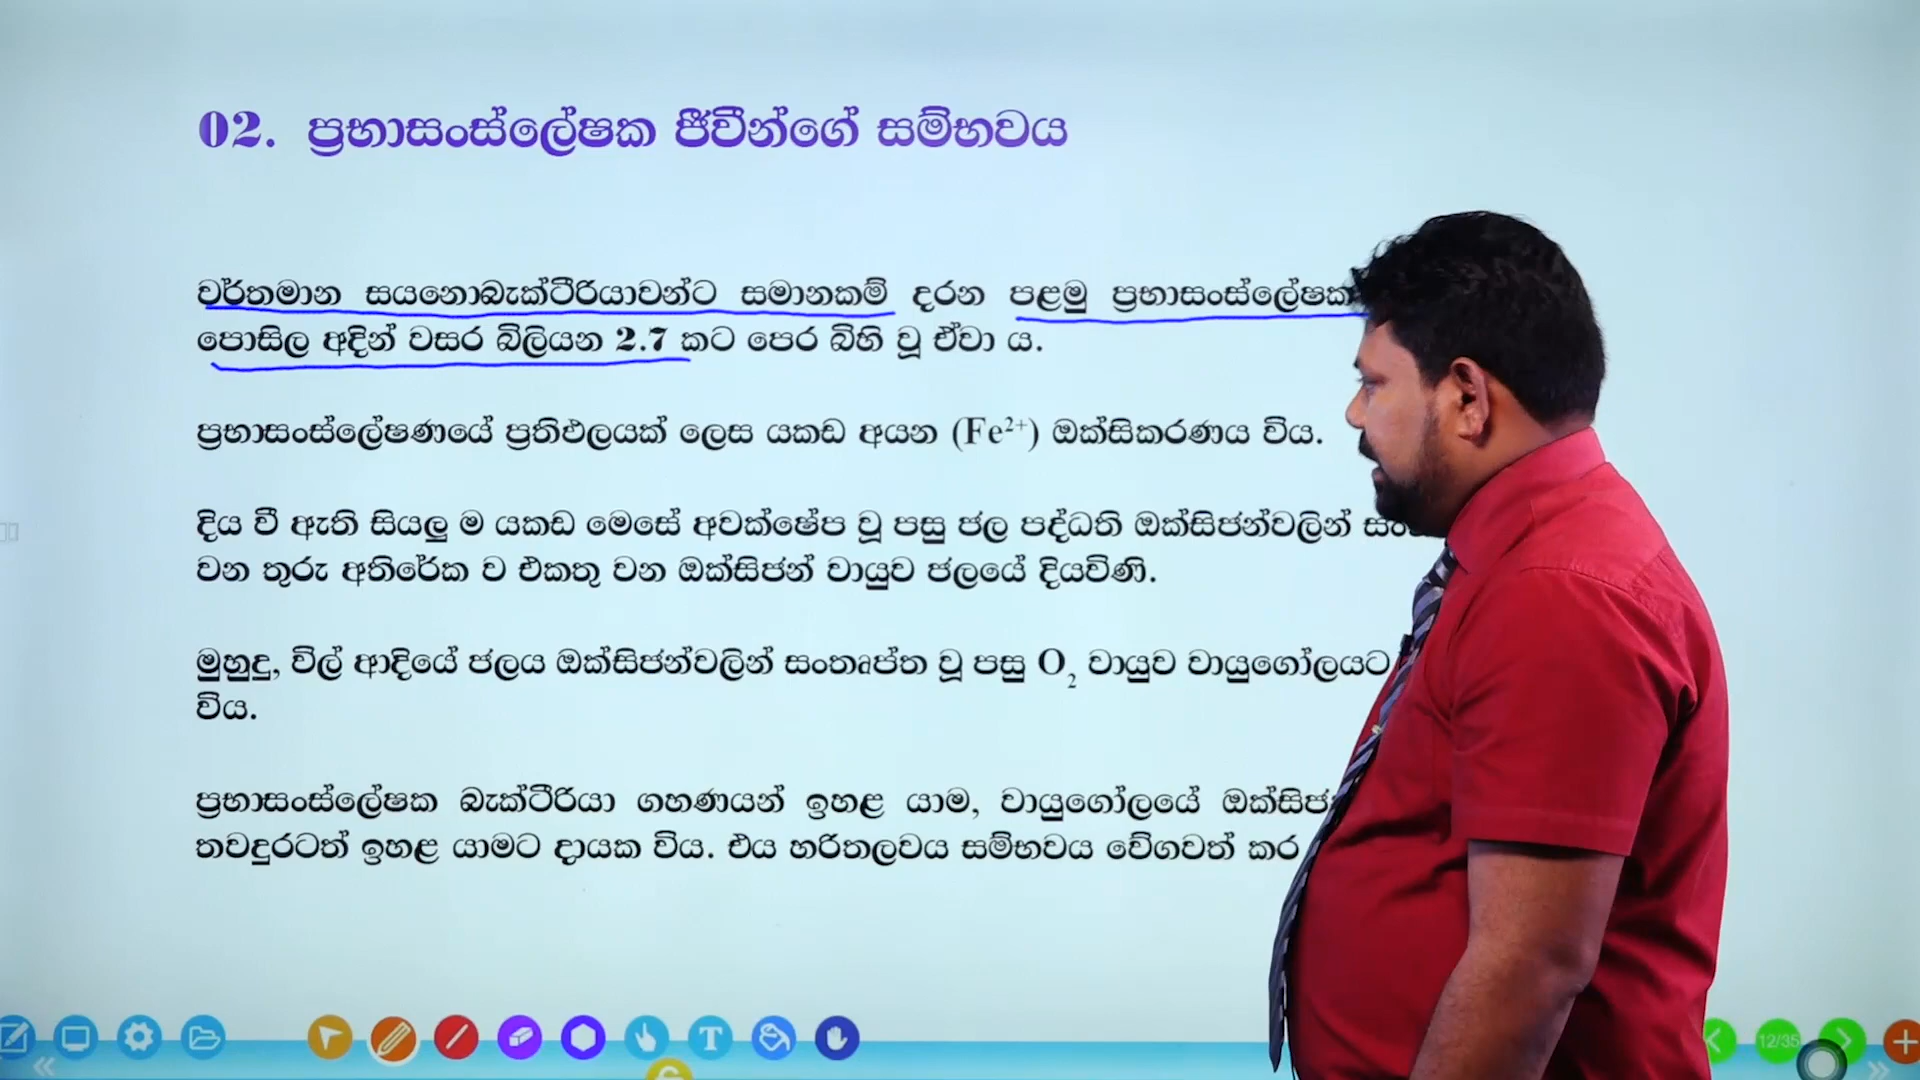 02. ප්‍රභාසංස්ලේෂක ජීවීන්ගේ සම්භවය
වර්තමාන සයනොබැක්ටීරියාවන්ට සමානකම් දරන පළමු ප්‍රභාසංස්ලේෂක
පොසිල අදින් වසර බිලියන 2.7 කට පෙර බිහි වූ ඒවා ය.
ප්‍රභාසංස්ලේෂණයේ ප්‍රතිඵලයක් ලෙස යකඩ අයන (Fe²⁺) ඔක්සිකරණය විය.
දිය වී ඇති සියලු ම යකඩ මෙසේ අවක්ෂේප වූ පසු ජල පද්ධති ඔක්සිජන්වලින්
වන තුරු අතිරේක ව එකතු වන ඔක්සිජන් වායුව ජලයේ දියවිණි.
මුහුදු, විල් ආදියේ ජලය ඔක්සිජන්වලින් සංතෘප්ත වූ පසු O₂ වායුව වායුගෝලයට
විය.
ප්‍රභාසංස්ලේෂක බැක්ටීරියා ගහණයන් ඉහළ යාම, වායුගෝලයේ
තවදුරටත් ඉහළ යාමට දායක විය. එය හරිතලවය සම්භවය වේගවත් කර
12/35